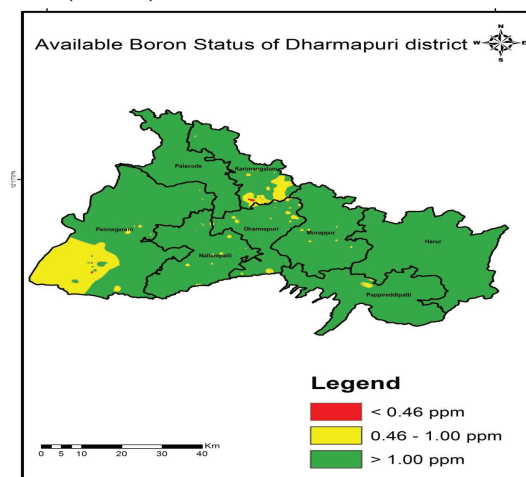 Available Boron Status of Dharmapuri district
N
W E
S
Palacode
Karimangalam
Pennagaram
Dharmapuri
Morappur
Harur
Nallampalli
Pappireddipatti
Legend
< 0.46 ppm
0.46 - 1.00 ppm
> 1.00 ppm
Km
0 5 10 20 30 40